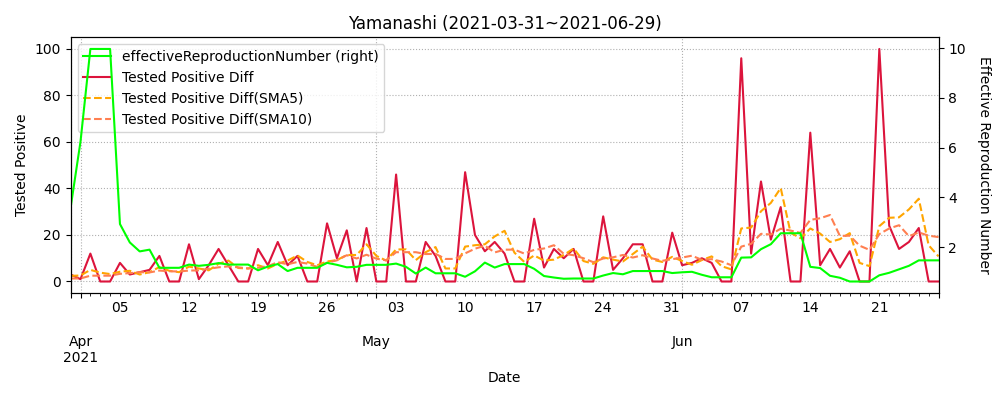 Yamanashi (2021-03-31~2021-06-29)
effectiveReproductionNumber (right)
Tested Positive Diff
Tested Positive Diff(SMA5)
Tested Positive Diff(SMA10)
Tested Positive
100
80
60
40
20
0
10
8
6
4
2
Effective Reproduction Number
05 12 19 26 03 10 17 24 31 07 14 21
Apr May Jun
2021
Date